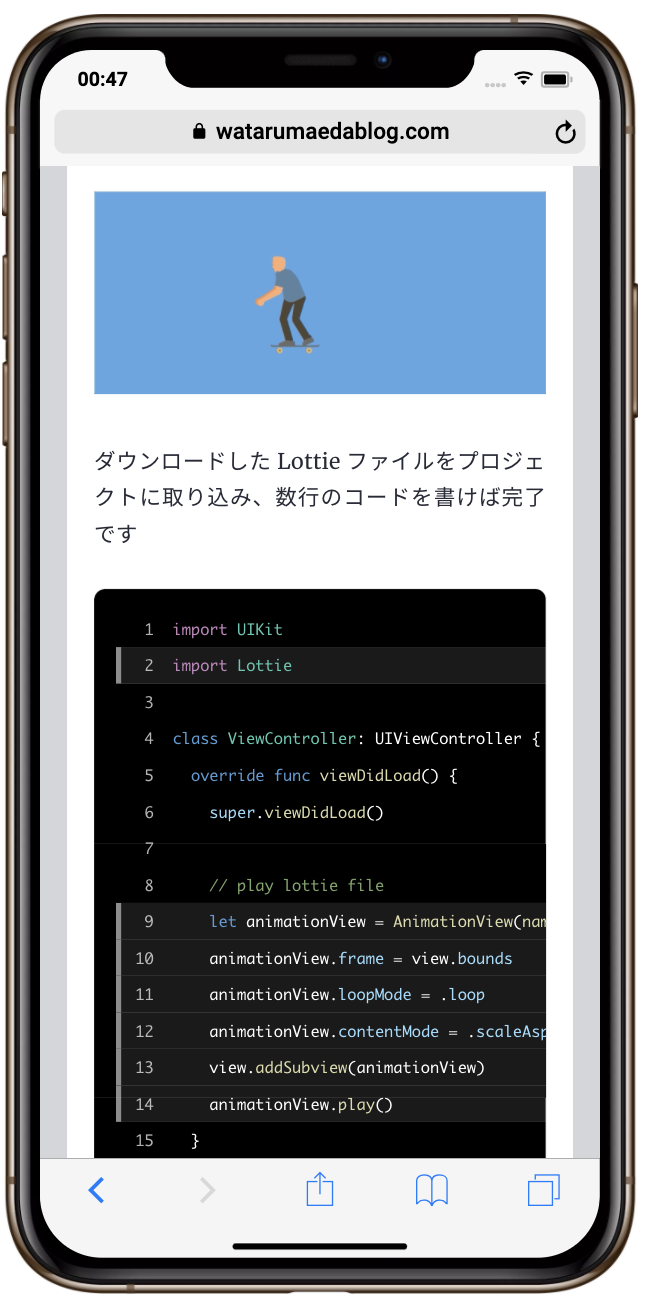 00:47
watarumaedablog.com
ダウンロードした Lottie ファイルをプロジェ
クトに取り込み、数行のコードを書けば完了
です
1 import UIKit
2 import Lottie
3
4 class ViewController: UIViewController {
5 override func viewDidLoad() {
6 super.viewDidLoad()
7
8 // play lottie file
9 let animationView = AnimationView(nam
10 animationView.frame = view.bounds
11 animationView.loopMode = .loop
12 animationView.contentMode = .scaleAsp
13 view.addSubview(animationView)
14 animationView.play()
15 }